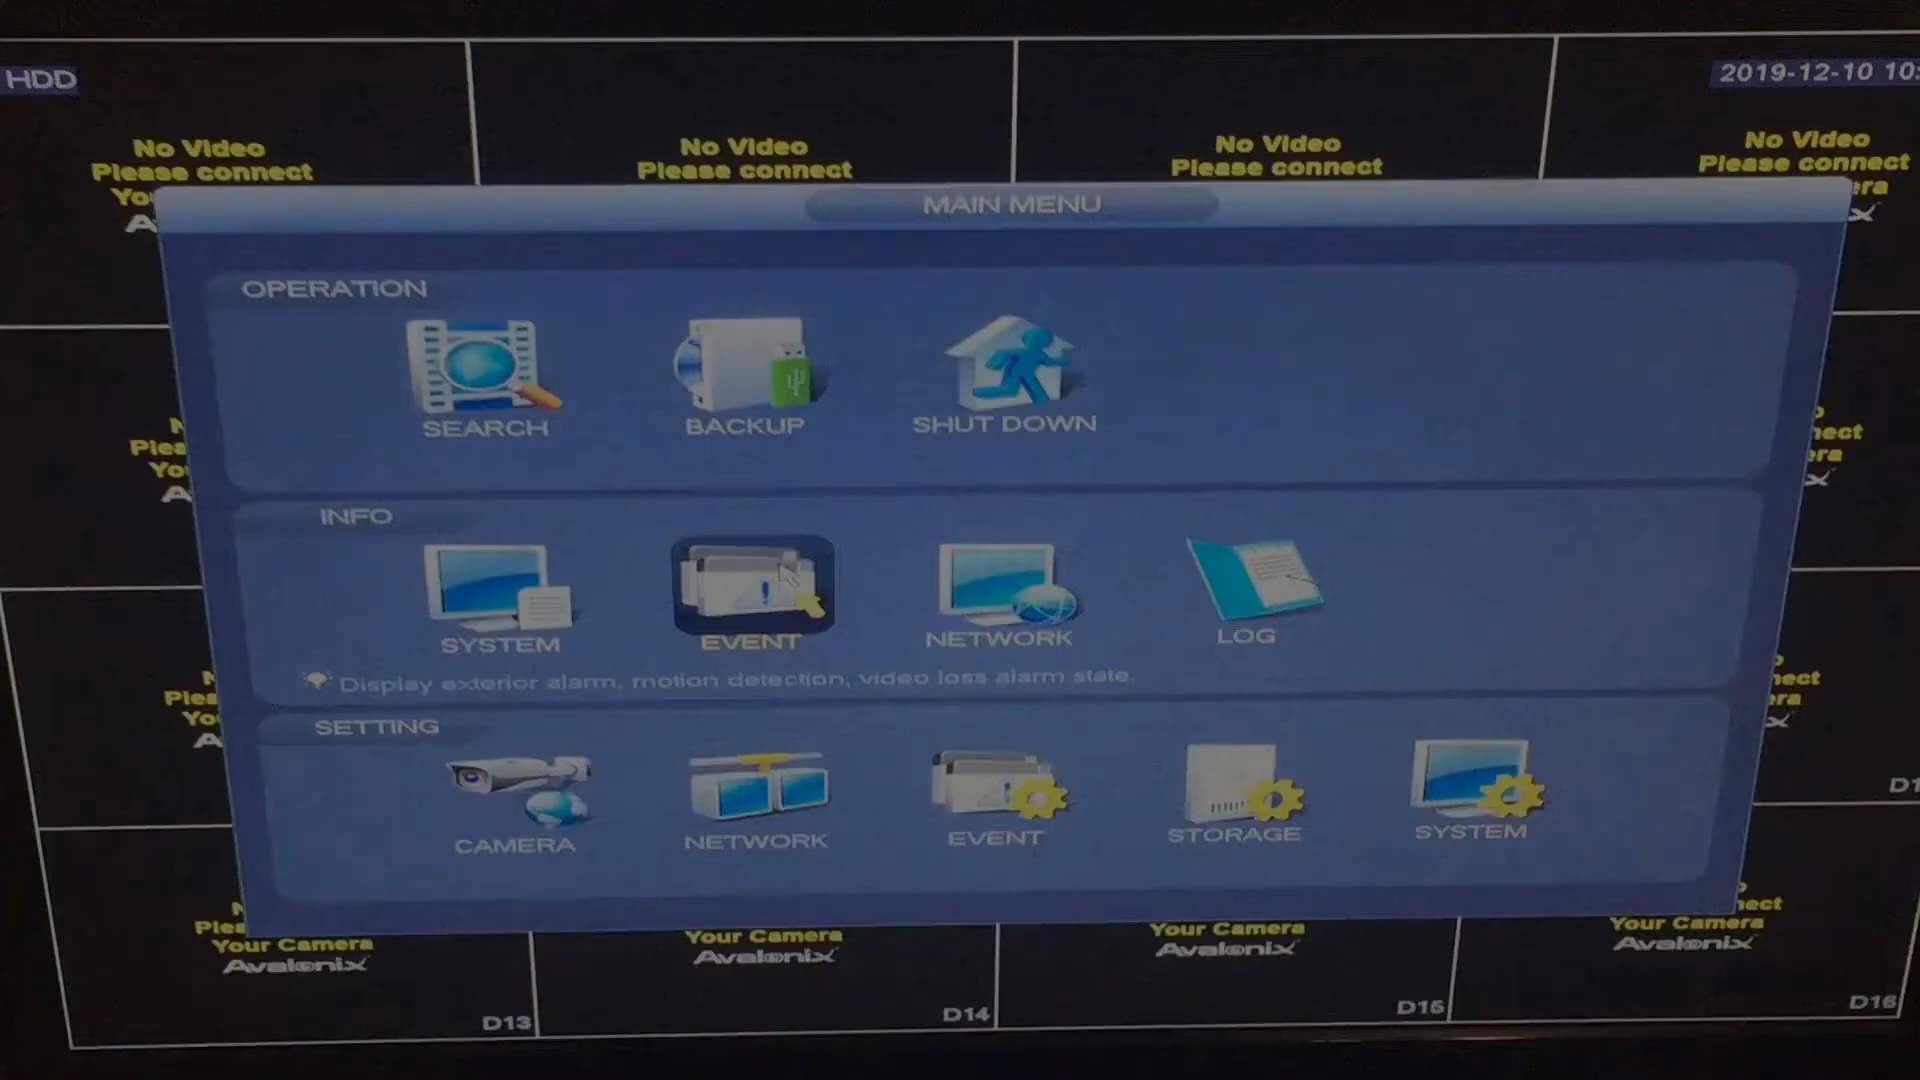 HDD
2019-12-10 10:
No Video
Please connect
No Video
Please connect
No Video
Please connect
No Video
Please connect
MAIN MENU
OPERATION
SEARCH
BACKUP
SHUT DOWN
INFO
SYSTEM
EVENT
NETWORK
LOG
Display exterior alarm, motion detection, video loss alarm state.
SETTING
CAMERA
NETWORK
EVENT
STORAGE
SYSTEM
Your Camera
Avalonix
D13
Your Camera
Avalonix
D14
Your Camera
Avalonix
D15
Your Camera
Avalonix
D16